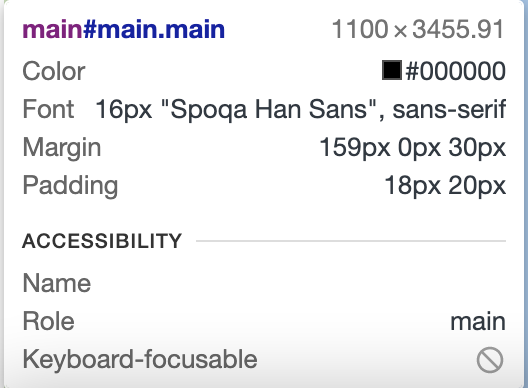 main#main.main 1100 × 3455.91
Color #000000
Font 16px "Spoqa Han Sans", sans-serif
Margin 159px 0px 30px
Padding 18px 20px
ACCESSIBILITY
Name
Role main
Keyboard-focusable